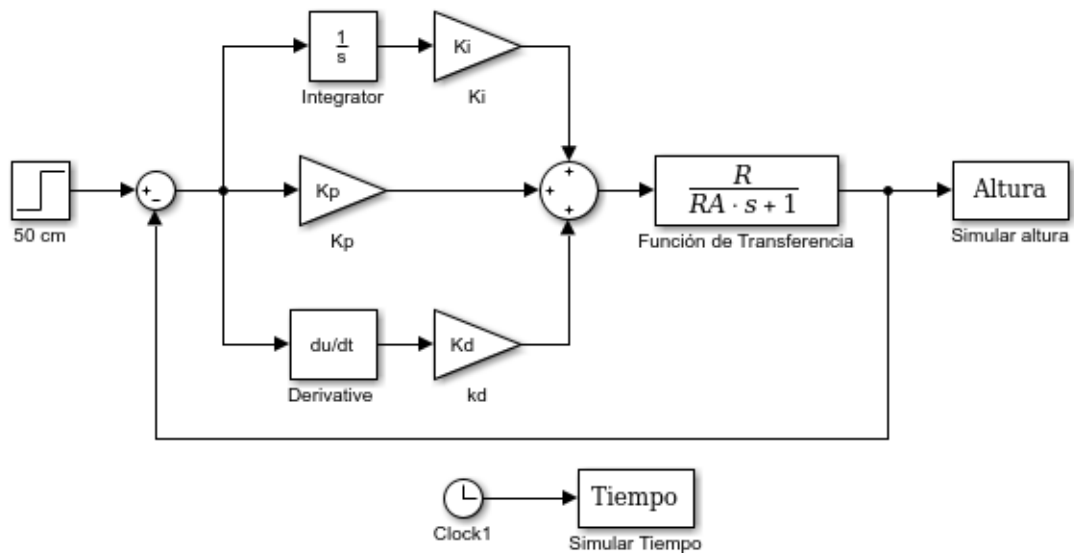 1
s
Integrator
Ki
Ki
50 cm
+
−
Kp
Kp
+
+
+
R
RA · s + 1
Función de Transferencia
Altura
Simular altura
du/dt
Derivative
Kd
kd
Clock1
Tiempo
Simular Tiempo